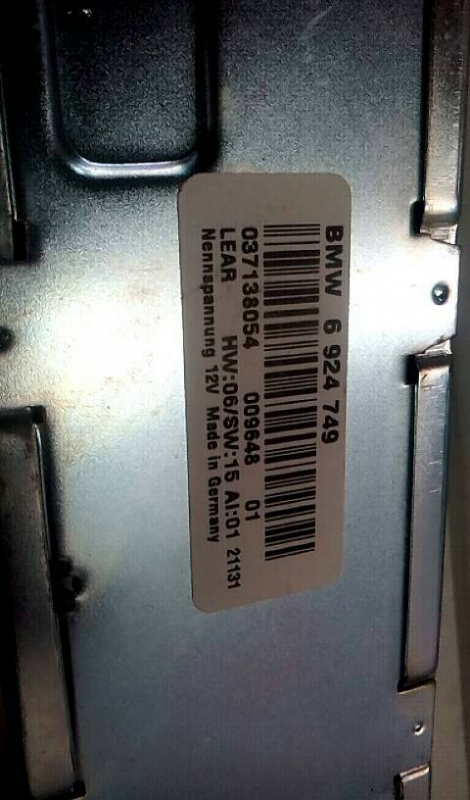 BMW 6 924 749
037138054 009648 01
LEAR HW:06/SW:15 AI:01 21131
Nennspannung 12V Made in Germany